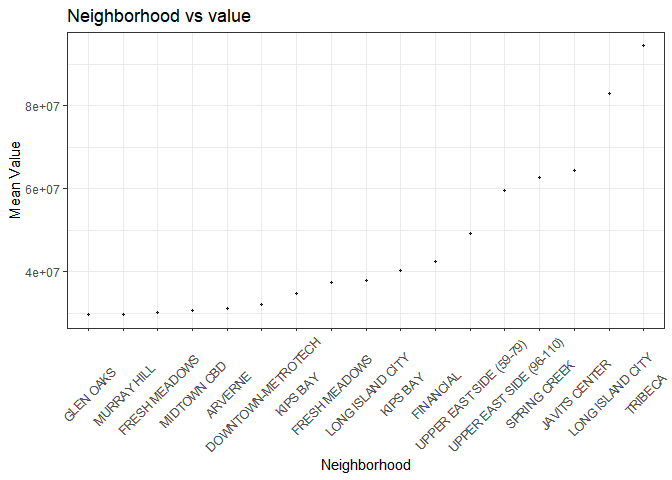 Neighborhood vs value
Mean Value
8e+07
6e+07
4e+07
GLEN OAKS
MURRAY HILL
FRESH MEADOWS
MIDTOWN CBD
ARVERNE
DOWNTOWN-METROTECH
KIPS BAY
FRESH MEADOWS
LONG ISLAND CITY
KIPS BAY
FINANCIAL
UPPER EAST SIDE (59-79)
UPPER EAST SIDE (96-110)
SPRING CREEK
JAVITS CENTER
LONG ISLAND CITY
TRIBECA
Neighborhood